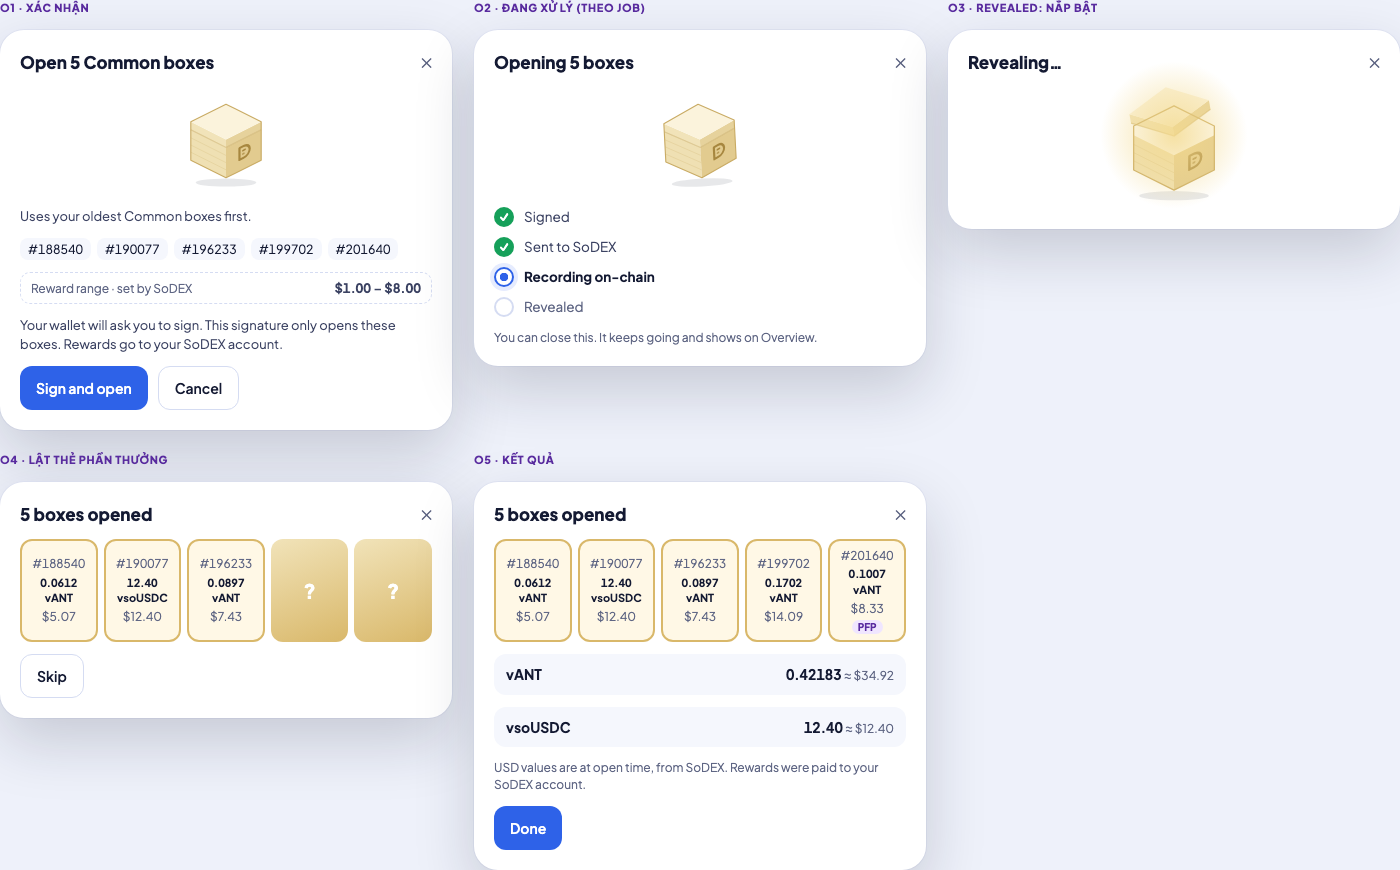 O1 · XÁC NHẬN
Open 5 Common boxes
Uses your oldest Common boxes first.
#188540 #190077 #196233 #199702 #201640
Reward range · set by SoDEX $1.00 – $8.00
Your wallet will ask you to sign. This signature only opens these
boxes. Rewards go to your SoDEX account.
Sign and open Cancel
O2 · ĐANG XỬ LÝ (THEO JOB)
Opening 5 boxes
Signed
Sent to SoDEX
Recording on-chain
Revealed
You can close this. It keeps going and shows on Overview.
O3 · REVEALED: NẮP BẬT
Revealing…
O4 · LẬT THẺ PHẦN THƯỞNG
5 boxes opened
#188540 #190077 #196233
0.0612 12.40 0.0897
vANT vsoUSDC vANT
$5.07 $12.40 $7.43
? ?
Skip
O5 · KẾT QUẢ
5 boxes opened
#188540 #190077 #196233 #199702 #201640
0.0612 12.40 0.0897 0.1702 0.1007
vANT vsoUSDC vANT vANT vANT
$5.07 $12.40 $7.43 $14.09 $8.33
PFP
vANT 0.42183 ≈ $34.92
vsoUSDC 12.40 ≈ $12.40
USD values are at open time, from SoDEX. Rewards were paid to your
SoDEX account.
Done